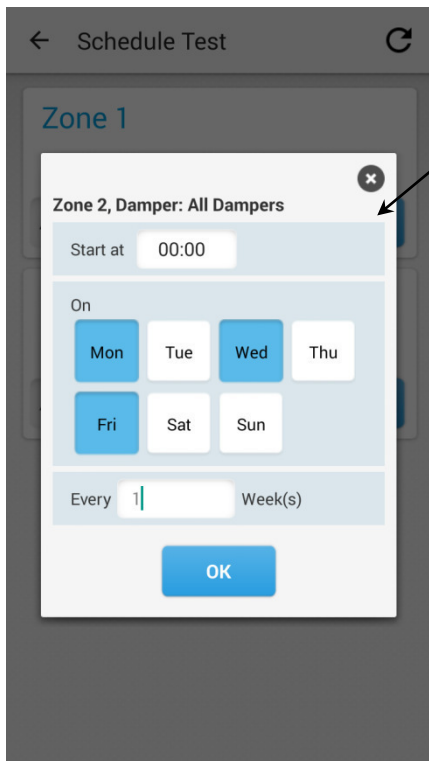 Schedule Test
Zone 1
Zone 2, Damper: All Dampers
Start at 00:00
On
Mon Tue Wed Thu
Fri Sat Sun
Every 1 Week(s)
OK